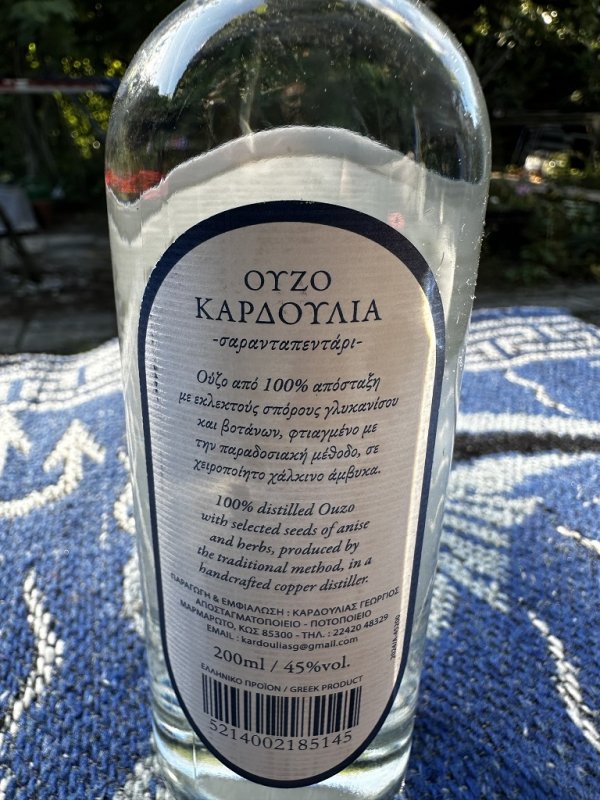 ΟΥΖΟ
ΚΑΡΔΟΥΛΙΑ
-σαρανταπεντάρι-
Ούζο από 100% απόσταξη
με εκλεκτούς σπόρους γλυκανίσου
και βοτάνων, φτιαγμένο με
την παραδοσιακή μέθοδο, σε
χειροποίητο χάλκινο άμβυκα.
100% distilled Ouzo
with selected seeds of anise
and herbs, produced by
the traditional method, in a
handcrafted copper distiller.
ΠΑΡΑΓΩΓΗ & ΕΜΦΙΑΛΩΣΗ : ΚΑΡΔΟΥΛΙΑΣ ΓΕΩΡΓΙΟΣ
ΑΠΟΣΤΑΓΜΑΤΟΠΟΙΕΙΟ - ΠΟΤΟΠΟΙΕΙΟ
ΜΑΡΜΑΡΩΤΟ, ΚΩΣ 85300 - ΤΗΛ. : 22420 48329
EMAIL : kardouliasg@gmail.com
200ml / 45%vol.
ΕΛΛΗΝΙΚΟ ΠΡΟΪΟΝ / GREEK PRODUCT
5214002185145